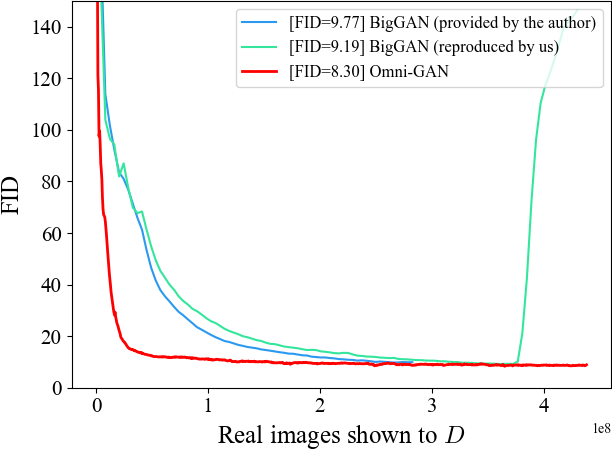 [FID=9.77] BigGAN (provided by the author)
[FID=9.19] BigGAN (reproduced by us)
[FID=8.30] Omni-GAN
FID
140
120
100
80
60
40
20
0
0 1 2 3 4
1e8
Real images shown to D